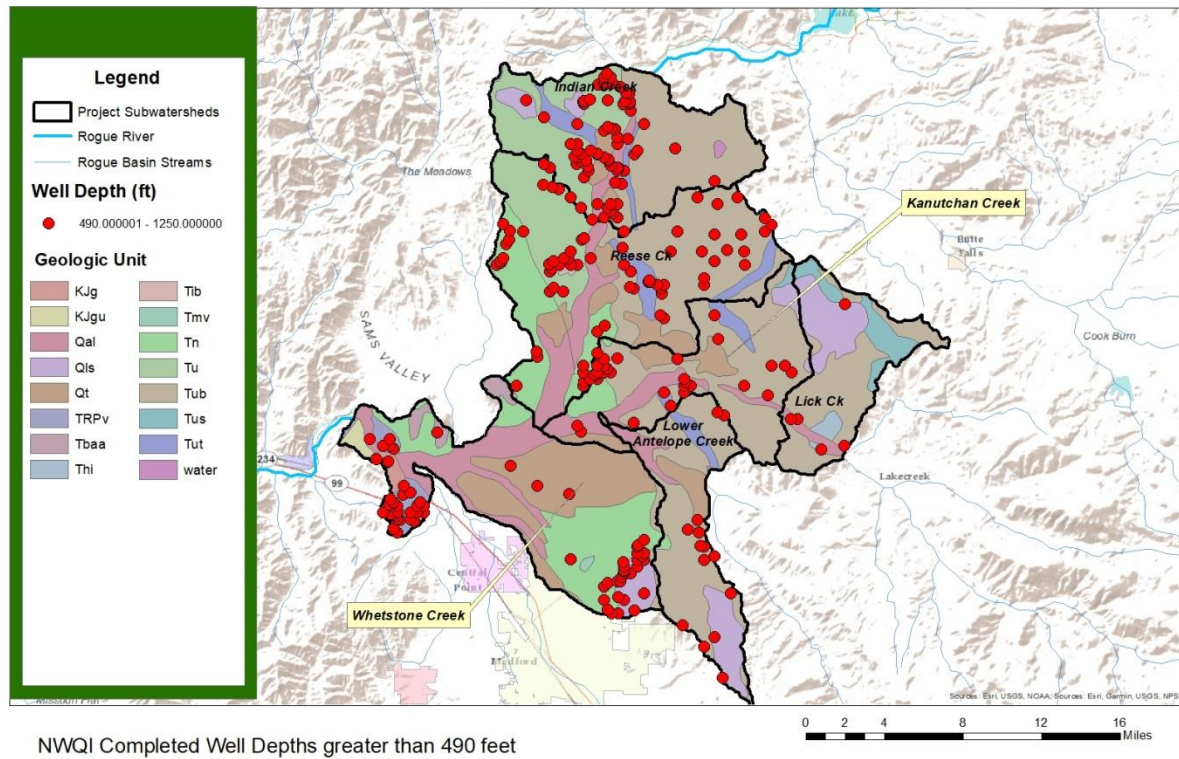 Legend
Project Subwatersheds
Rogue River
Rogue Basin Streams
Well Depth (ft)
490.000001 - 1250.000000
Geologic Unit
KJg
Tib
KJgu
Tmv
Qal
Tn
Qls
Tu
Qt
Tub
TRPv
Tus
Tbaa
Tut
Thi
water
Indian Creek
The Meadows
Kanutchan Creek
Reese Ck
Butte
Falls
SAMS VALLEY
Cook Burn
Lick Ck
Lower
Antelope Creek
234
99
Lakecreek
Central
Point
Whetstone Creek
Medford
Sources: Esri, USGS, NOAA, Sources: Esri, Garmin, USGS, NPS
0 2 4 8 12 16
Miles
NWQI Completed Well Depths greater than 490 feet